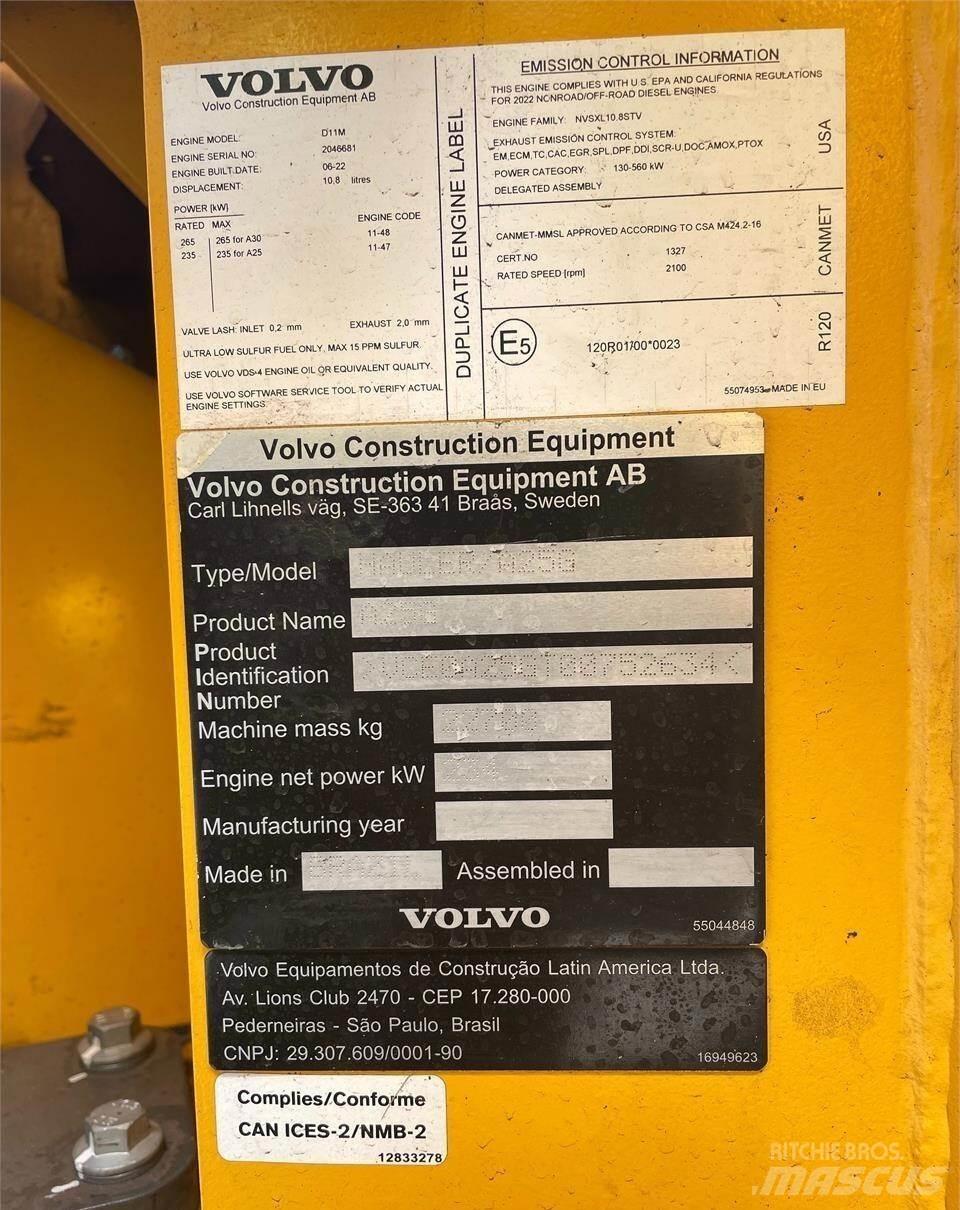 VOLVO
Volvo Construction Equipment AB
ENGINE MODEL: D11M
ENGINE SERIAL NO: 2046681
ENGINE BUILT DATE: 06-22
DISPLACEMENT: 10,8 litres
POWER [kW]
RATED MAX ENGINE CODE
265 265 for A30 11-48
235 235 for A25 11-47
VALVE LASH: INLET 0,2 mm EXHAUST 2,0 mm
ULTRA LOW SULFUR FUEL ONLY, MAX 15 PPM SULFUR.
USE VOLVO VDS-4 ENGINE OIL OR EQUIVALENT QUALITY.
USE VOLVO SOFTWARE SERVICE TOOL TO VERIFY ACTUAL
ENGINE SETTINGS.
DUPLICATE ENGINE LABEL
EMISSION CONTROL INFORMATION
THIS ENGINE COMPLIES WITH U.S. EPA AND CALIFORNIA REGULATIONS
FOR 2022 NONROAD/OFF-ROAD DIESEL ENGINES.
ENGINE FAMILY: NVSXL10.8STV
EXHAUST EMISSION CONTROL SYSTEM:
EM,ECM,TC,CAC,EGR,SPL,DPF,DDI,SCR-U,DOC,AMOX,PTOX
POWER CATEGORY: 130-560 kW
DELEGATED ASSEMBLY
USA
CANMET-MMSL APPROVED ACCORDING TO CSA M424.2-16
CERT.NO 1327
RATED SPEED [rpm] 2100
CANMET
E5 120R01/00*0023
R120
55074953 MADE IN EU
Volvo Construction Equipment
Volvo Construction Equipment AB
Carl Lihnells väg, SE-363 41 Braås, Sweden
Type/Model HAULER/A25G
Product Name A25G
Product
Identification
Number
Machine mass kg
Engine net power kW 234
Manufacturing year
Made in BRAZIL Assembled in
VOLVO
55044848
Volvo Equipamentos de Construção Latin America Ltda.
Av. Lions Club 2470 - CEP 17.280-000
Pederneiras - São Paulo, Brasil
CNPJ: 29.307.609/0001-90
16949623
Complies/Conforme
CAN ICES-2/NMB-2
12833278
RITCHIE BROS.
MASCUS